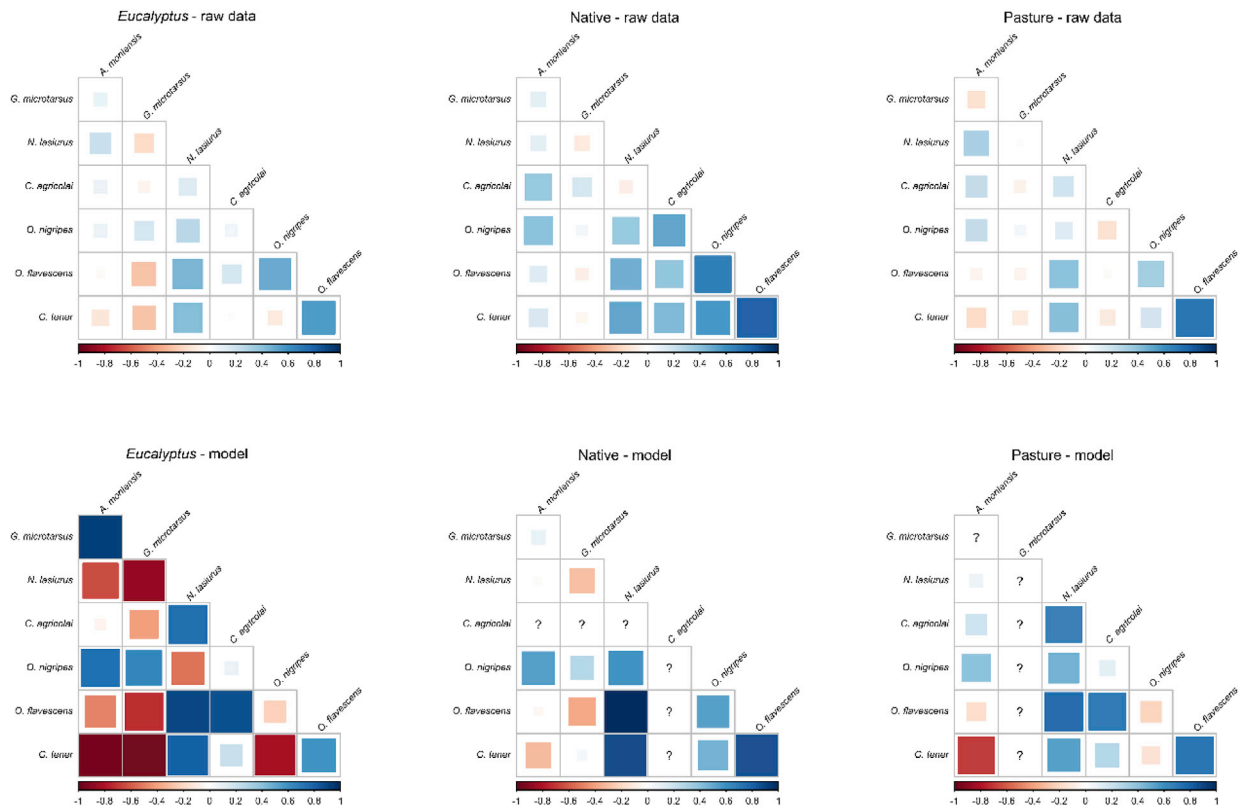 Eucalyptus - raw data
Native - raw data
Pasture - raw data
A. montensis
G. microtarsus
N. lasiurus
C. agricolai
O. nigripes
O. flavescens
G. microtarsus
N. lasiurus
C. agricolai
O. nigripes
O. flavescens
C. tener
-1 -0.8 -0.6 -0.4 -0.2 0 0.2 0.4 0.6 0.8 1
A. montensis
G. microtarsus
N. lasiurus
C. agricolai
O. nigripes
O. flavescens
G. microtarsus
N. lasiurus
C. agricolai
O. nigripes
O. flavescens
C. tener
-1 -0.8 -0.6 -0.4 -0.2 0 0.2 0.4 0.6 0.8 1
A. montensis
G. microtarsus
N. lasiurus
C. agricolai
O. nigripes
O. flavescens
G. microtarsus
N. lasiurus
C. agricolai
O. nigripes
O. flavescens
C. tener
-1 -0.8 -0.6 -0.4 -0.2 0 0.2 0.4 0.6 0.8 1
Eucalyptus - model
Native - model
Pasture - model
A. montensis
G. microtarsus
N. lasiurus
C. agricolai
O. nigripes
O. flavescens
G. microtarsus
N. lasiurus
C. agricolai
O. nigripes
O. flavescens
C. tener
-1 -0.8 -0.6 -0.4 -0.2 0 0.2 0.4 0.6 0.8 1
A. montensis
G. microtarsus
N. lasiurus
C. agricolai
O. nigripes
O. flavescens
G. microtarsus
N. lasiurus
C. agricolai ? ? ?
O. nigripes ?
O. flavescens ?
C. tener ?
-1 -0.8 -0.6 -0.4 -0.2 0 0.2 0.4 0.6 0.8 1
A. montensis
G. microtarsus
N. lasiurus
C. agricolai
O. nigripes
O. flavescens
G. microtarsus ?
N. lasiurus ?
C. agricolai ?
O. nigripes ?
O. flavescens ?
C. tener ?
-1 -0.8 -0.6 -0.4 -0.2 0 0.2 0.4 0.6 0.8 1